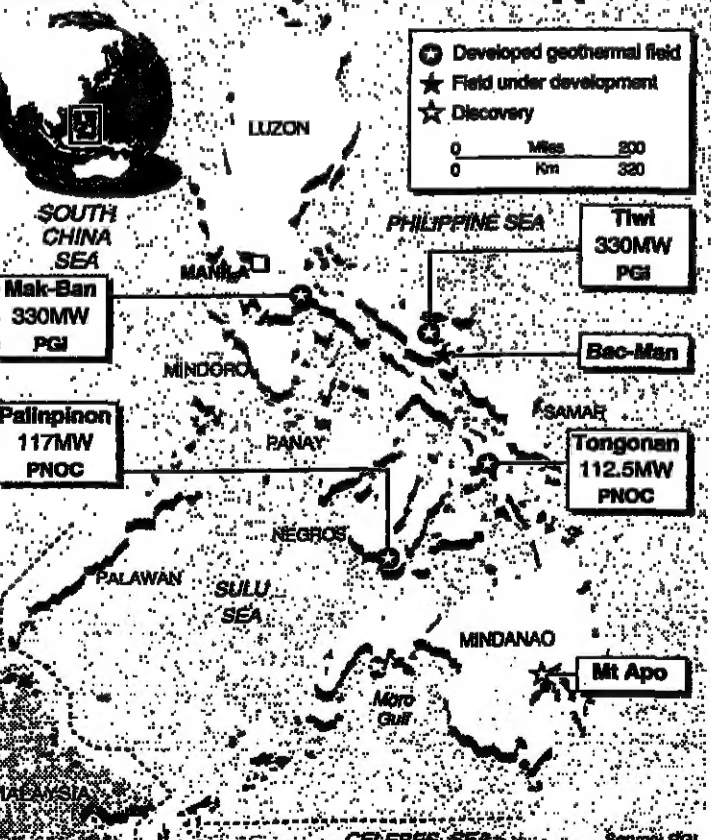 Developed geothermal field
Field under development
Discovery
0 Miles 200
0 Km 320
LUZON
SOUTH
CHINA
SEA
PHILIPPINE SEA
Tiwi
330MW
PGI
MANILA
Mak-Ban
330MW
PGI
Bac-Man
MINDORO
SAMAR
Palinpinon
117MW
PNOC
PANAY
Tongonan
112.5MW
PNOC
NEGROS
PALAWAN
SULU
SEA
MINDANAO
Mt Apo
Moro
Gulf
MALAYSIA
CELEBES SEA